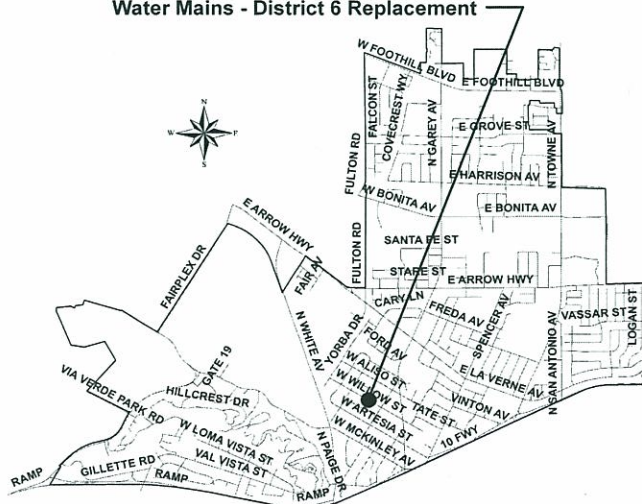 Water Mains - District 6 Replacement
W FOOTHILL BLVD
E FOOTHILL BLVD
FALCON ST
COVECREST WY
N GAREY AV
E GROVE ST
N TOWNE AV
N
W
S
FULTON RD
E HARRISON AV
W BONITA AV
E BONITA AV
E ARROW HWY
FULTON RD
SANTA FE ST
FAIRPLEX DR
FAIR AV
STATE ST
E ARROW HWY
CARY LN
FREDA AV
SPENCER AV
VASSAR ST
LOGAN ST
N WHITE AV
YORBA DR
FORD AV
N SAN ANTONIO AV
GATE 19
W ALISO ST
E LA VERNE AV
VIA VERDE PARK RD
HILLCREST DR
W WILLOW ST
TATE ST
VINTON AV
W ARTESIA ST
W LOMA VISTA ST
N PAIGE DR
W MCKINLEY AV
10 FWY
GILLETTE RD
VAL VISTA ST
RAMP
RAMP
RAMP